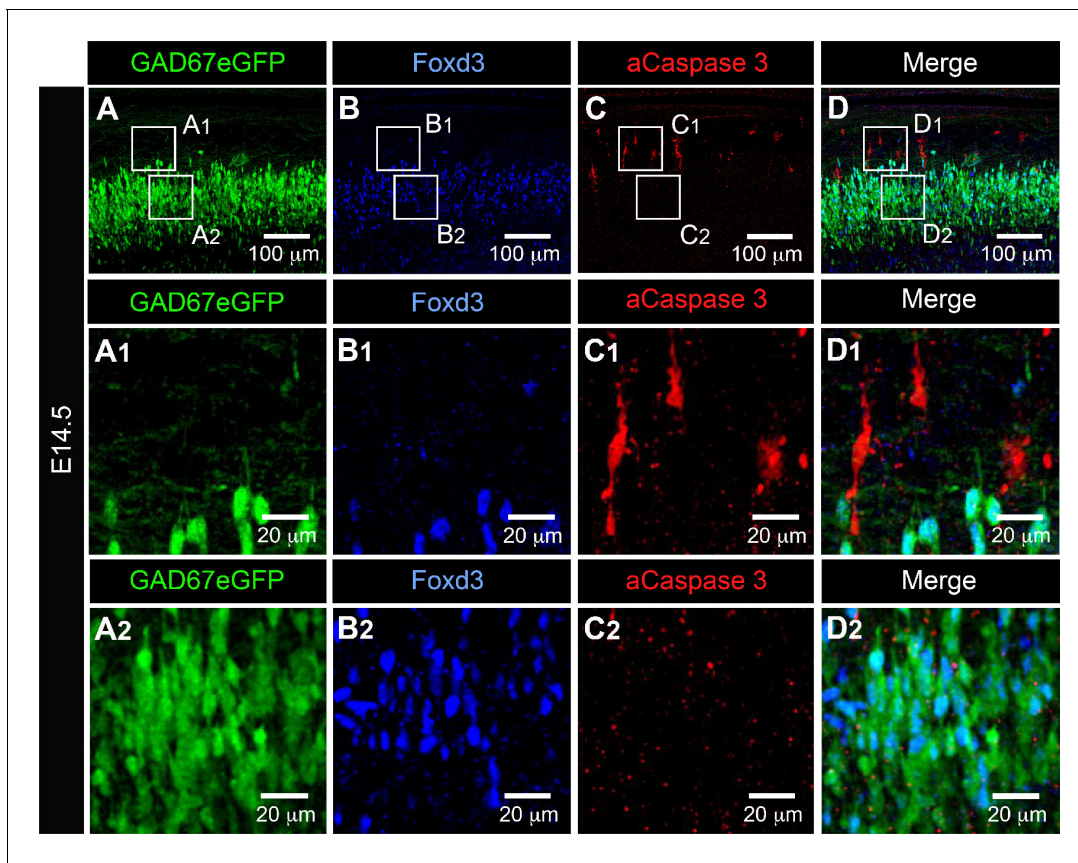 GAD67eGFP Foxd3 aCaspase 3 Merge
E14.5
A B C D
A1 B1 C1 D1
A2 B2 C2 D2
100 µm 100 µm 100 µm 100 µm
GAD67eGFP Foxd3 aCaspase 3 Merge
A1 B1 C1 D1
20 µm 20 µm 20 µm 20 µm
GAD67eGFP Foxd3 aCaspase 3 Merge
A2 B2 C2 D2
20 µm 20 µm 20 µm 20 µm